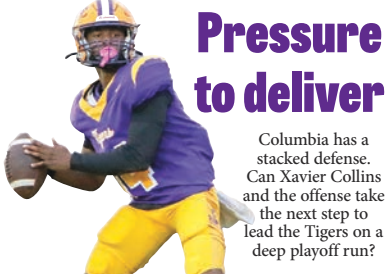 Pressure
to deliver
Columbia has a
stacked defense.
Can Xavier Collins
and the offense take
the next step to
lead the Tigers on a
deep playoff run?